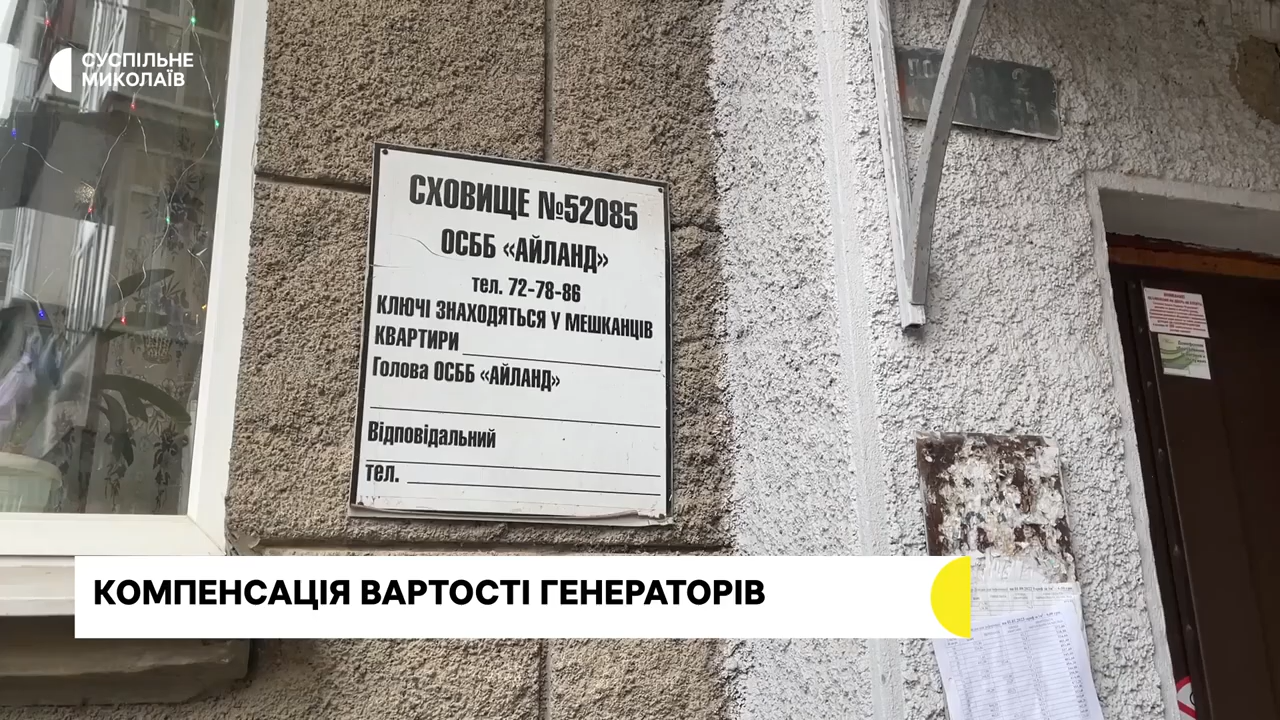 СУСПІЛЬНЕ
МИКОЛАЇВ
СХОВИЩЕ №52085
ОСББ «АЙЛАНД»
тел. 72-78-86
КЛЮЧІ ЗНАХОДЯТЬСЯ У МЕШКАНЦІВ
КВАРТИРИ
Голова ОСББ «АЙЛАНД»
Відповідальний
тел.
КОМПЕНСАЦІЯ ВАРТОСТІ ГЕНЕРАТОРІВ